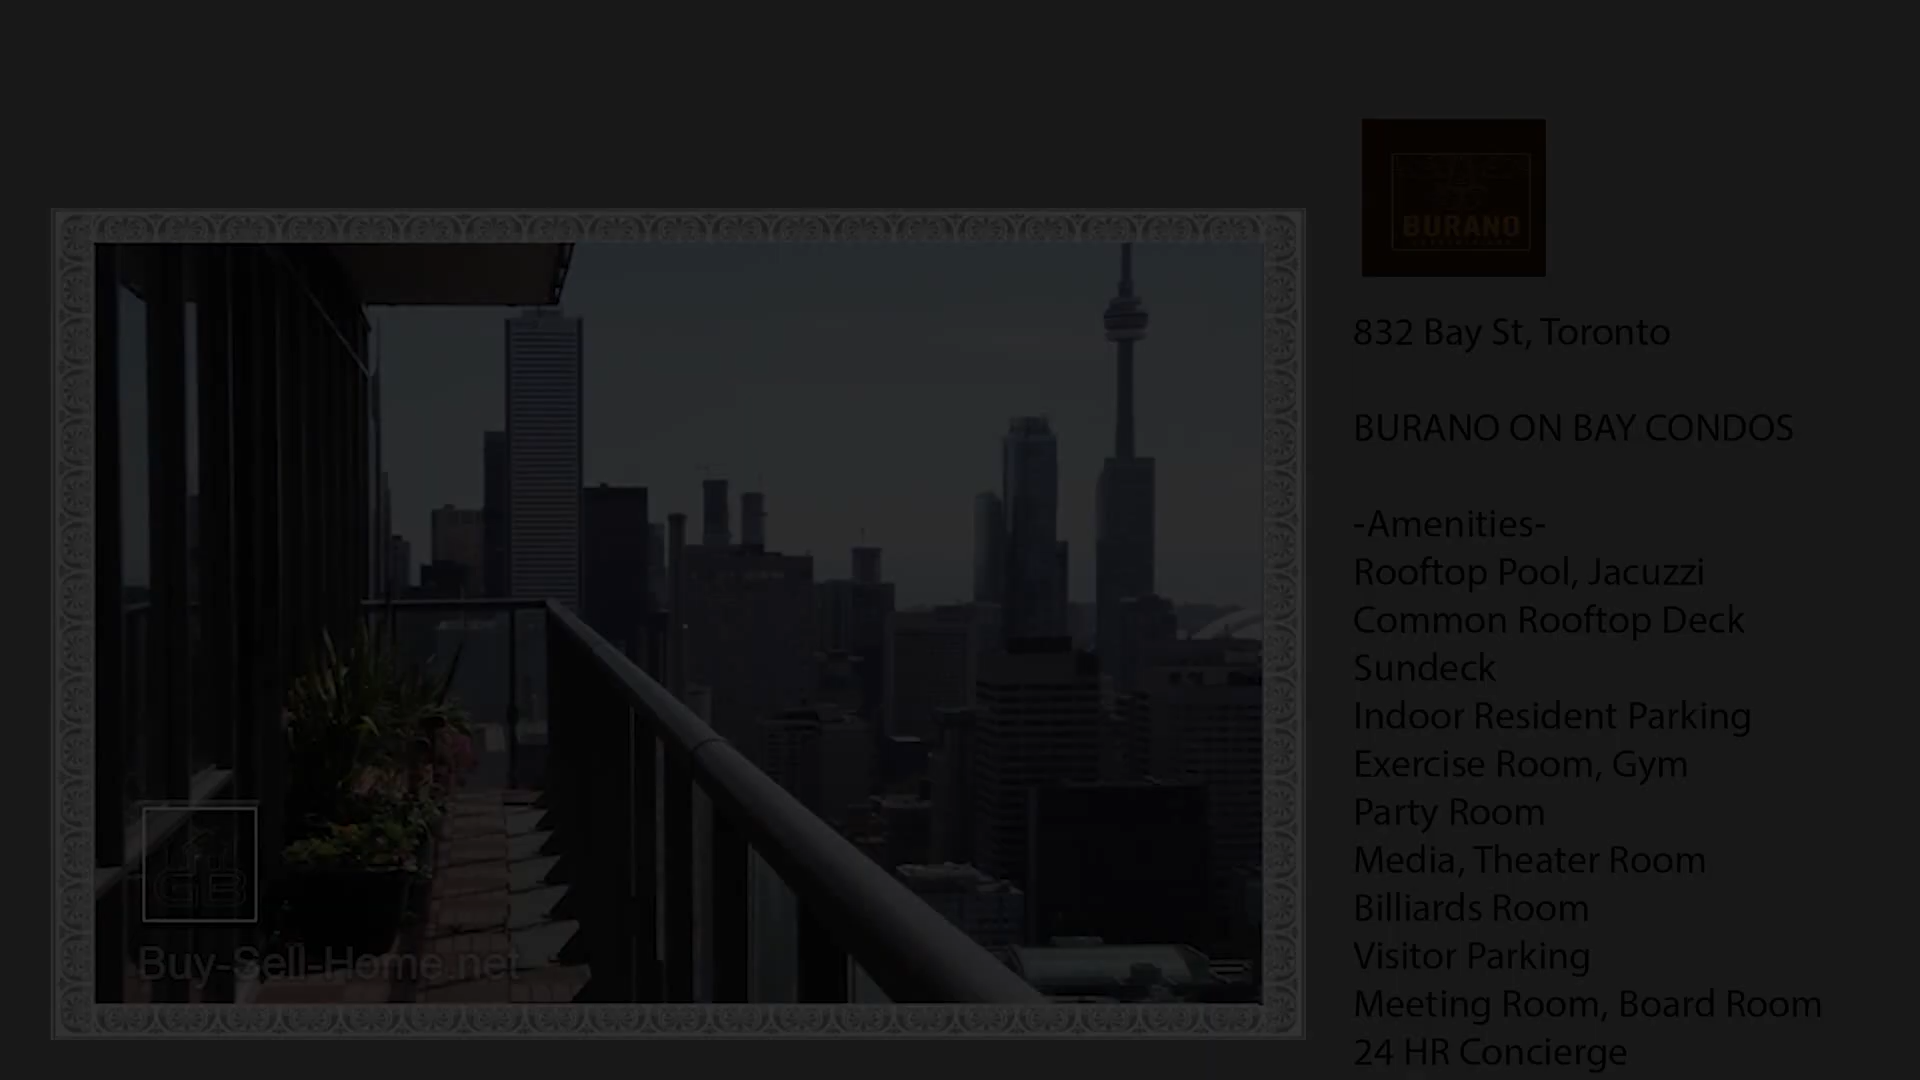 BURANO
832 Bay St, Toronto
BURANO ON BAY CONDOS
-Amenities-
Rooftop Pool, Jacuzzi
Common Rooftop Deck
Sundeck
Indoor Resident Parking
Exercise Room, Gym
Party Room
Media, Theater Room
Billiards Room
Visitor Parking
Meeting Room, Board Room
24 HR Concierge
GB
Buy-Sell-Home.net